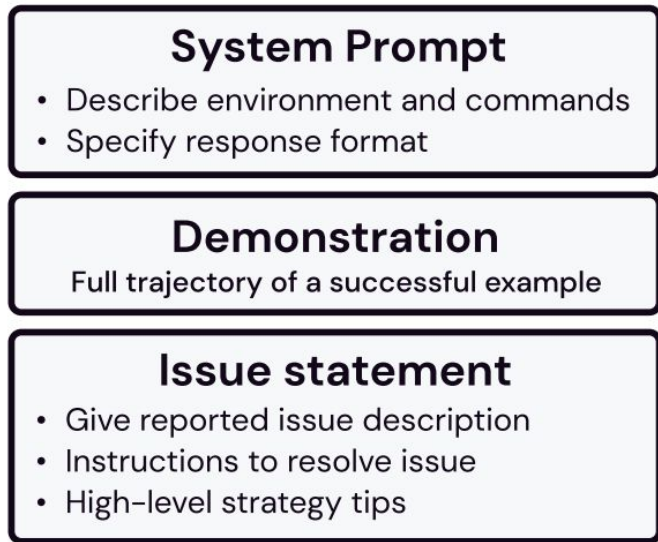 System Prompt
• Describe environment and commands
• Specify response format
Demonstration
Full trajectory of a successful example
Issue statement
• Give reported issue description
• Instructions to resolve issue
• High-level strategy tips